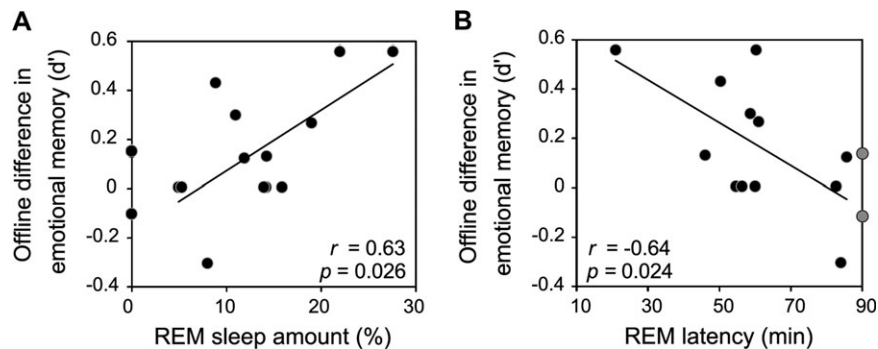 A
Offline difference in
emotional memory (d')
0.6
0.4
0.2
0
-0.2
-0.4
r = 0.63
p = 0.026
0
10
20
30
REM sleep amount (%)
B
Offline difference in
emotional memory (d')
0.6
0.4
0.2
0
-0.2
-0.4
r = -0.64
p = 0.024
10
30
50
70
90
REM latency (min)